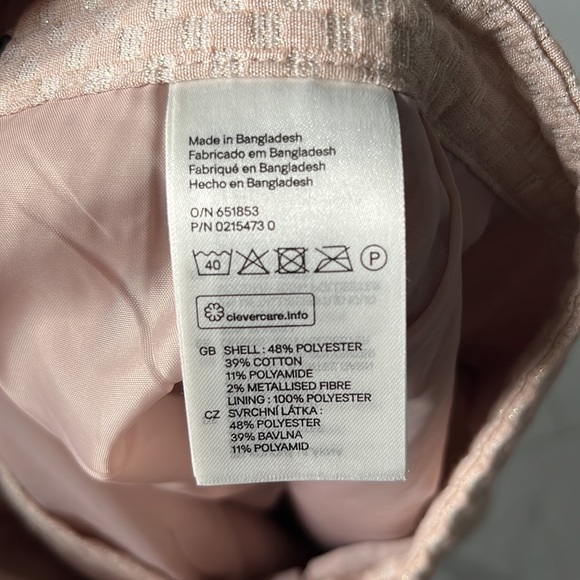 Made in Bangladesh
Fabricado em Bangladesh
Fabriqué en Bangladesh
Hecho en Bangladesh
O/N 651853
P/N 0215473 0
40 P
clevercare.info
GB SHELL : 48% POLYESTER
39% COTTON
11% POLYAMIDE
2% METALLISED FIBRE
LINING : 100% POLYESTER
CZ SVRCHNÍ LÁTKA :
48% POLYESTER
39% BAVLNA
11% POLYAMID